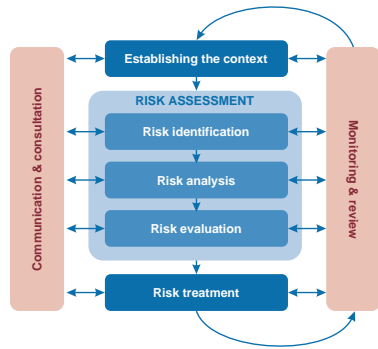 Establishing the context
RISK ASSESSMENT
Risk identification
Risk analysis
Risk evaluation
Risk treatment
Communication & consultation
Monitoring & review